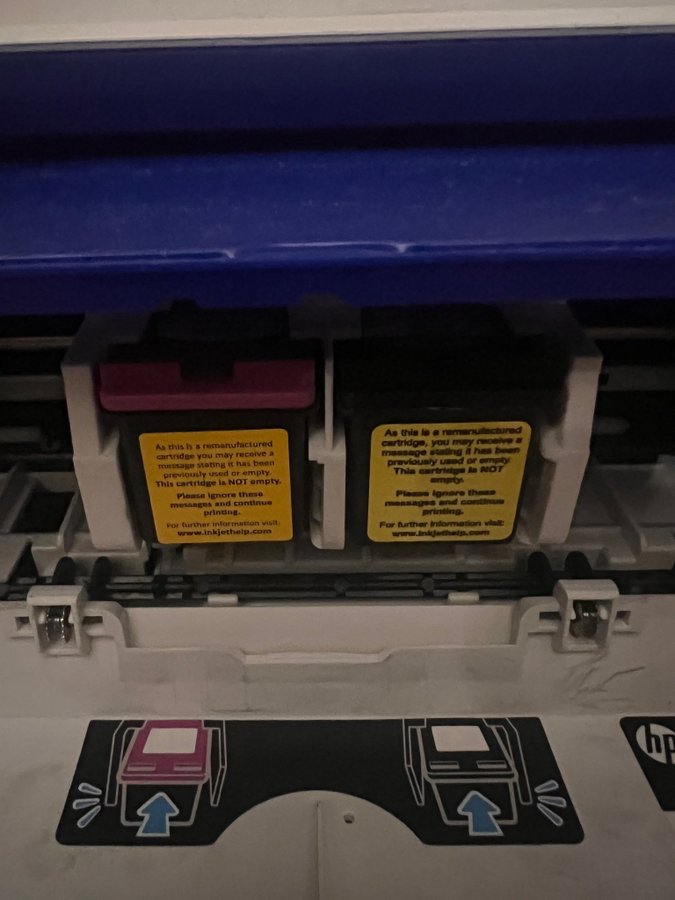 As this is a remanufactured
cartridge you may receive a
message stating it has been
previously used or empty.
This cartridge is NOT empty.
Please ignore these
messages and continue
printing.
For further information visit:
www.inkjethelp.com
As this is a remanufactured
cartridge, you may receive a
message stating it has been
previously used or empty.
This cartridge is NOT
empty.
Please ignore these
messages and continue
printing.
For further information visit:
www.inkjethelp.com
hp